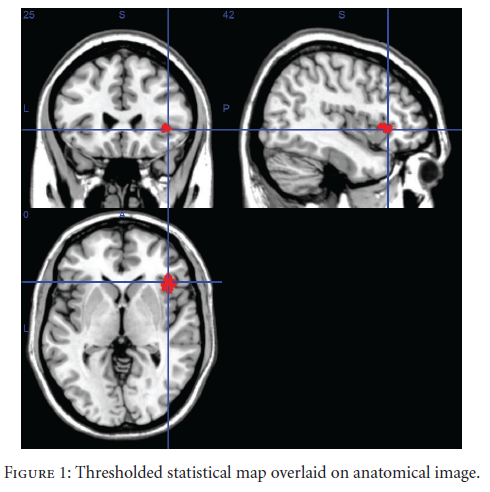 25 S 42 S
L P
0 A
L
FIGURE 1: Thresholded statistical map overlaid on anatomical image.